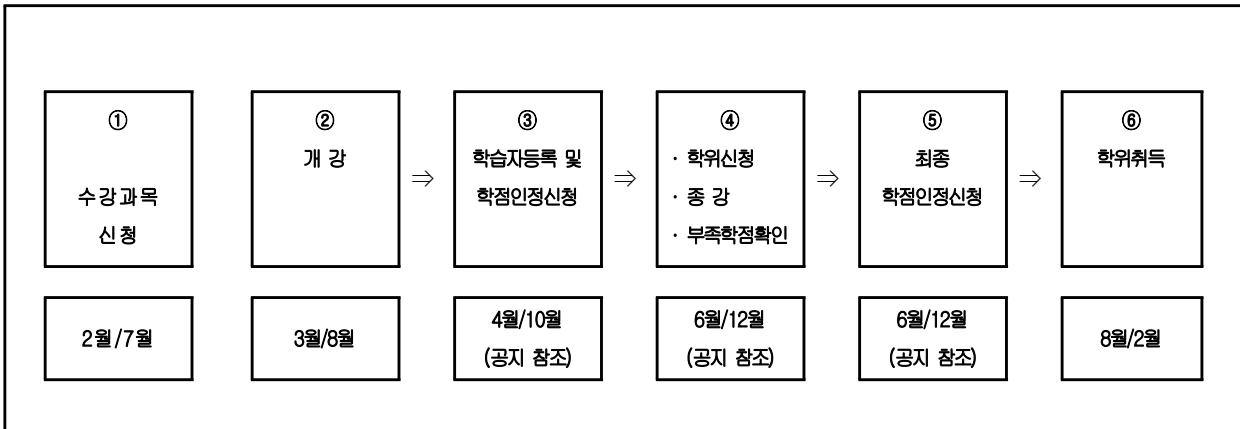 ①
수강과목
신청
②
개 강
⇒
③
학습자등록 및
학점인정신청
⇒
④
· 학위신청
· 종 강
· 부족학점확인
⇒
⑤
최종
학점인정신청
⇒
⑥
학위취득
2월/7월
3월/8월
4월/10월
(공지 참조)
6월/12월
(공지 참조)
6월/12월
(공지 참조)
8월/2월